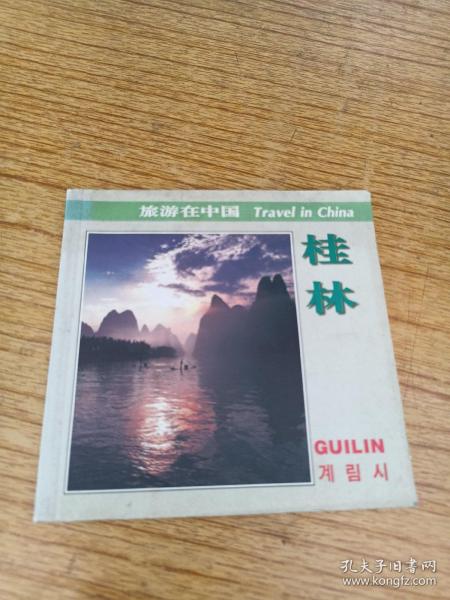 旅游在中国 Travel in China
桂林
GUILIN
계림시
孔夫子旧书网
www.kongfz.com